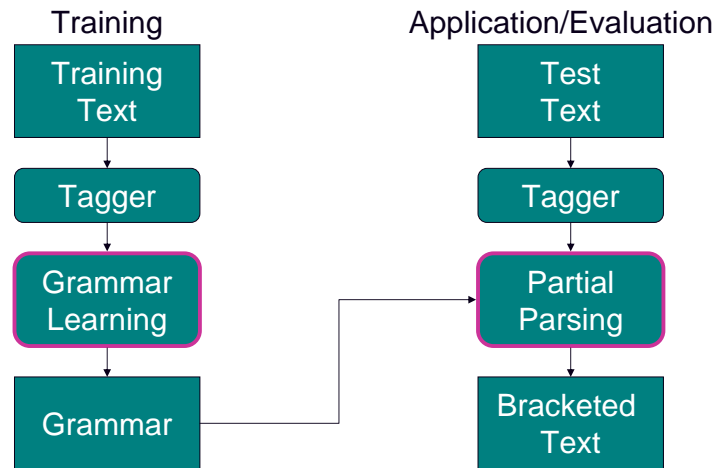 Training
Training
Text
Tagger
Grammar
Learning
Grammar
Application/Evaluation
Test
Text
Tagger
Partial
Parsing
Bracketed
Text